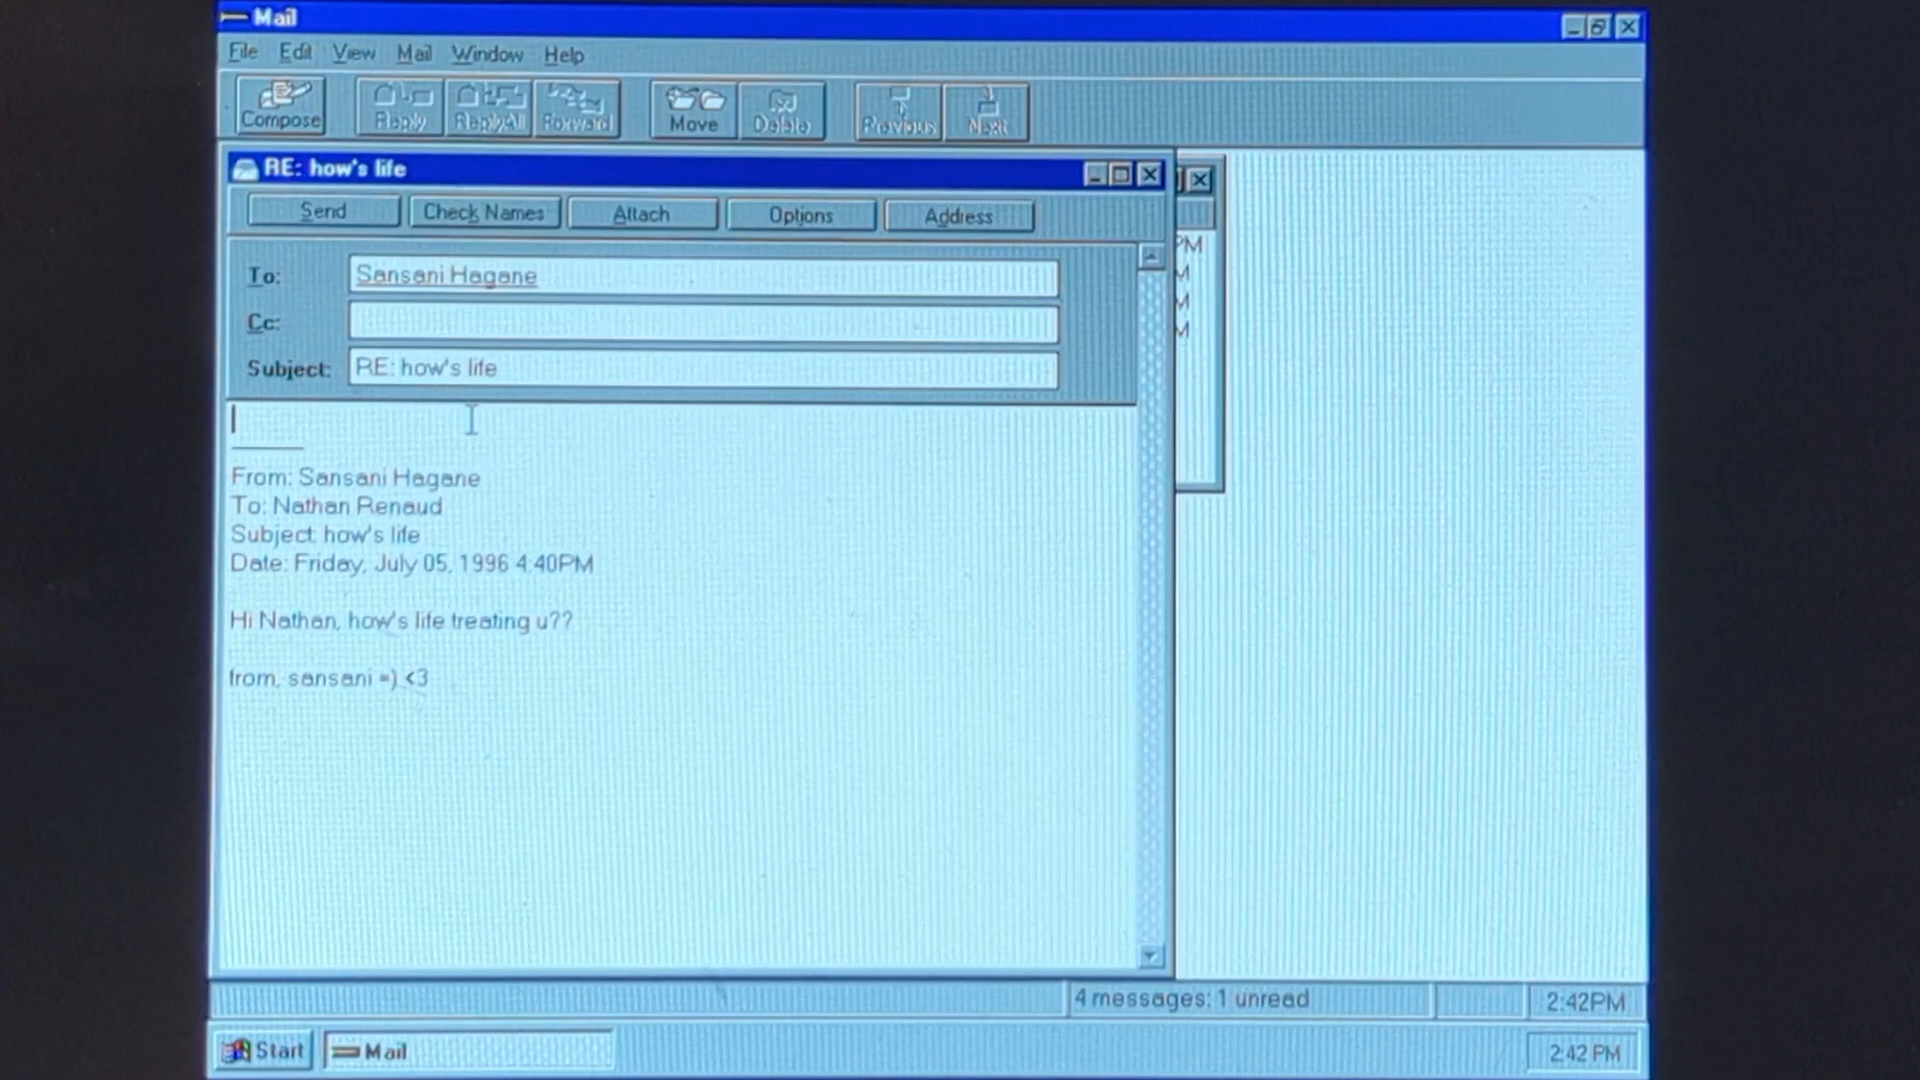 Mail
File Edit View Mail Window Help
Compose Reply ReplyAll Forward Move Delete Previous Next
RE: how's life
Send Check Names Attach Options Address
To: Sansani Hagane
Cc:
Subject: RE: how's life
PM
M
M
M
From: Sansani Hagane
To: Nathan Renaud
Subject: how's life
Date: Friday, July 05, 1996 4:40PM
Hi Nathan, how's life treating u??
from, sansani =) <3
4 messages; 1 unread
2:42PM
Start Mail 2:42 PM